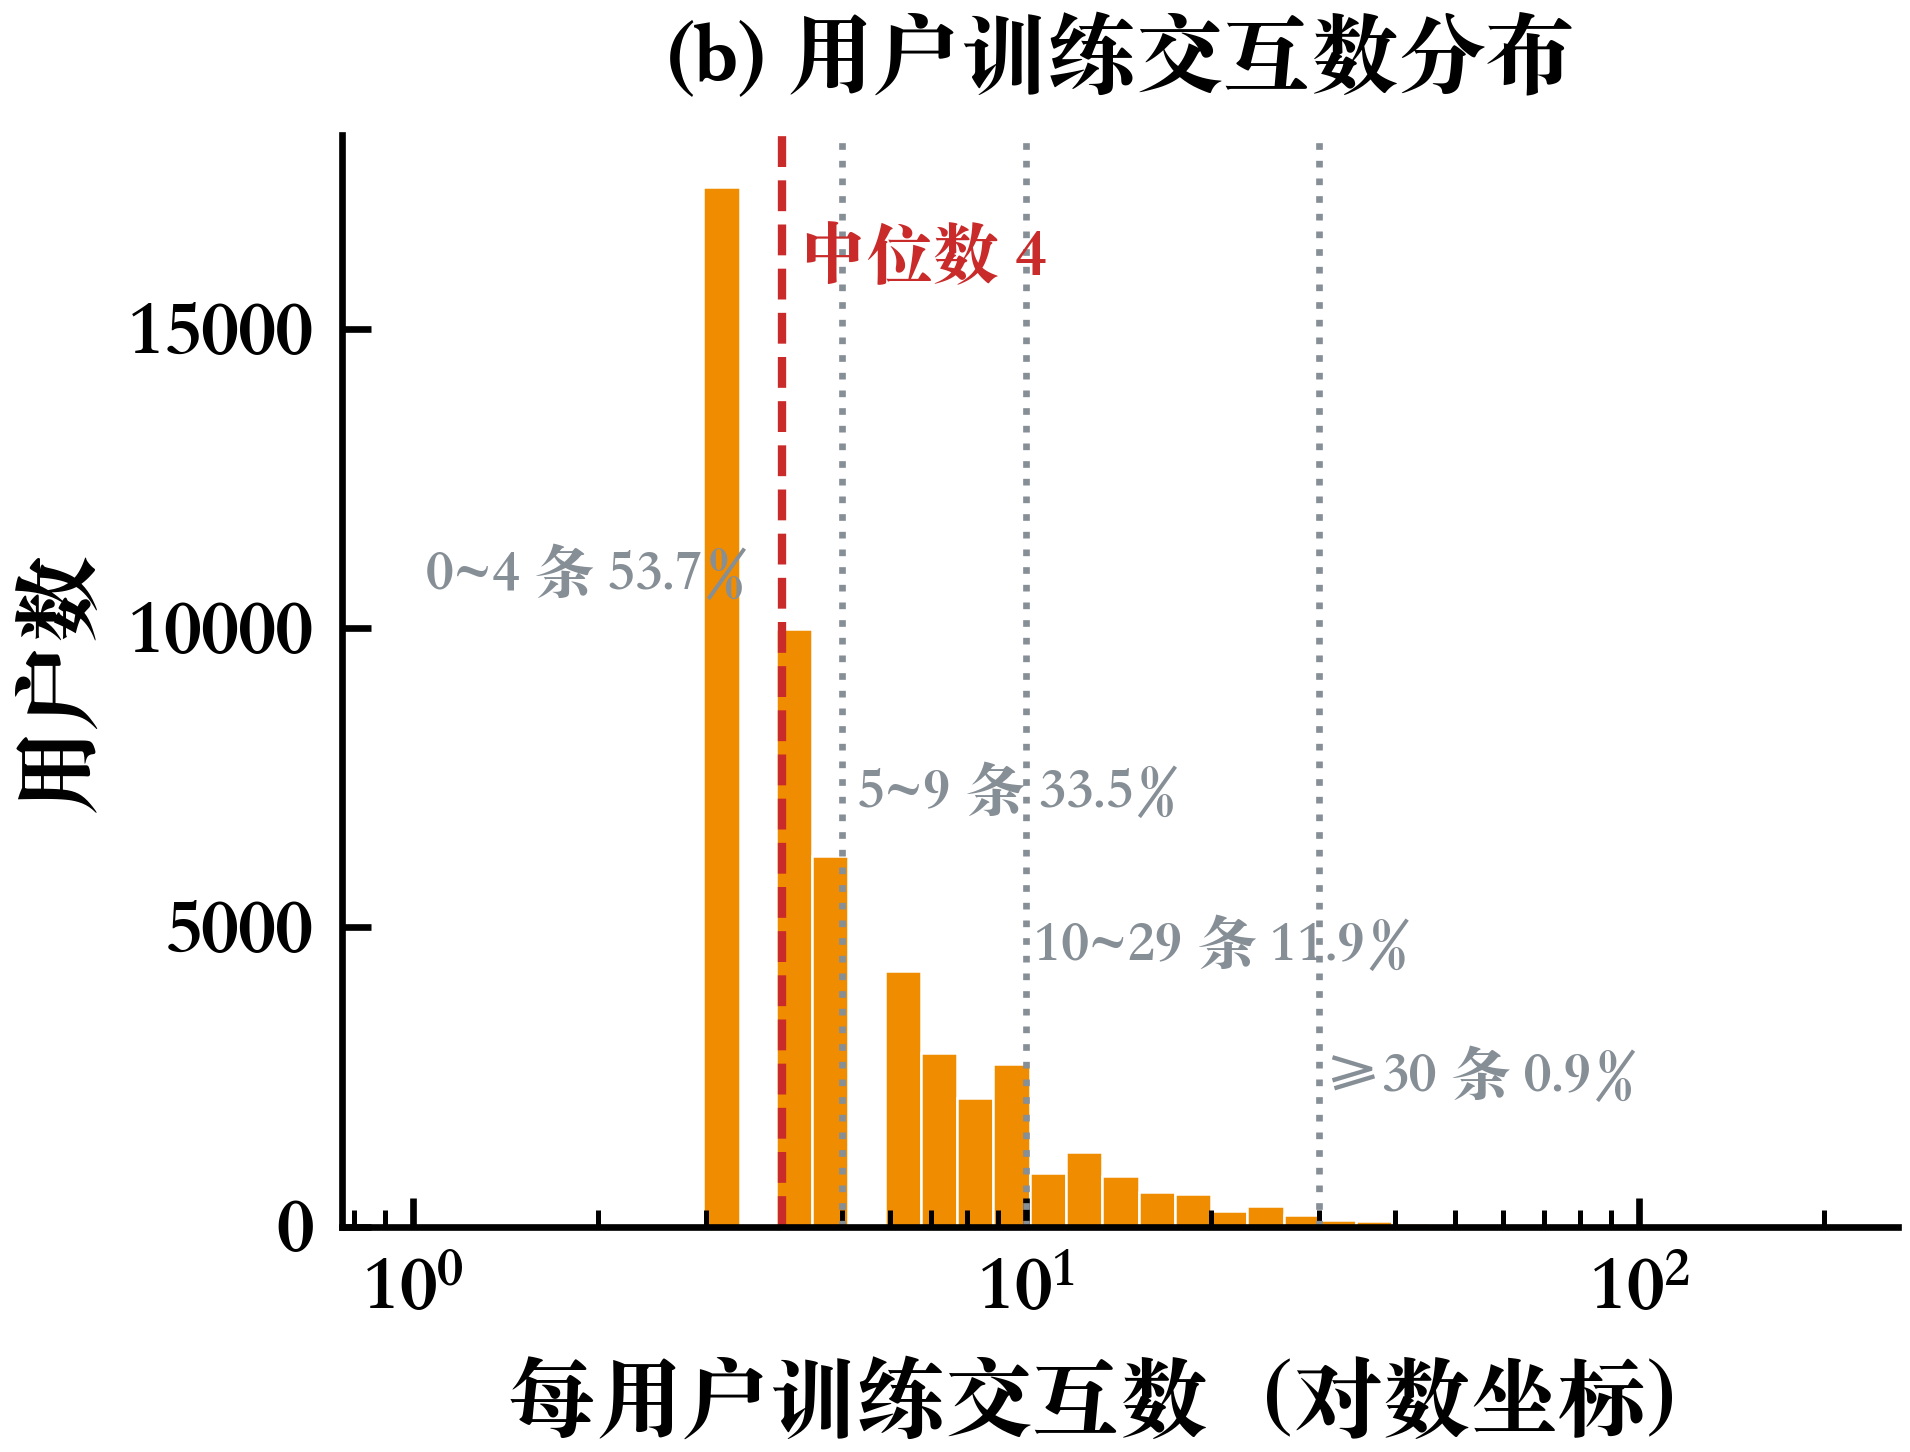 (b) 用户训练交互数分布
中位数 4
15000
0~4 条 53.7%
10000
用户数
5~9 条 33.5%
5000
10~29 条 11.9%
≥30 条 0.9%
0
10⁰ 10¹ 10²
每用户训练交互数（对数坐标）